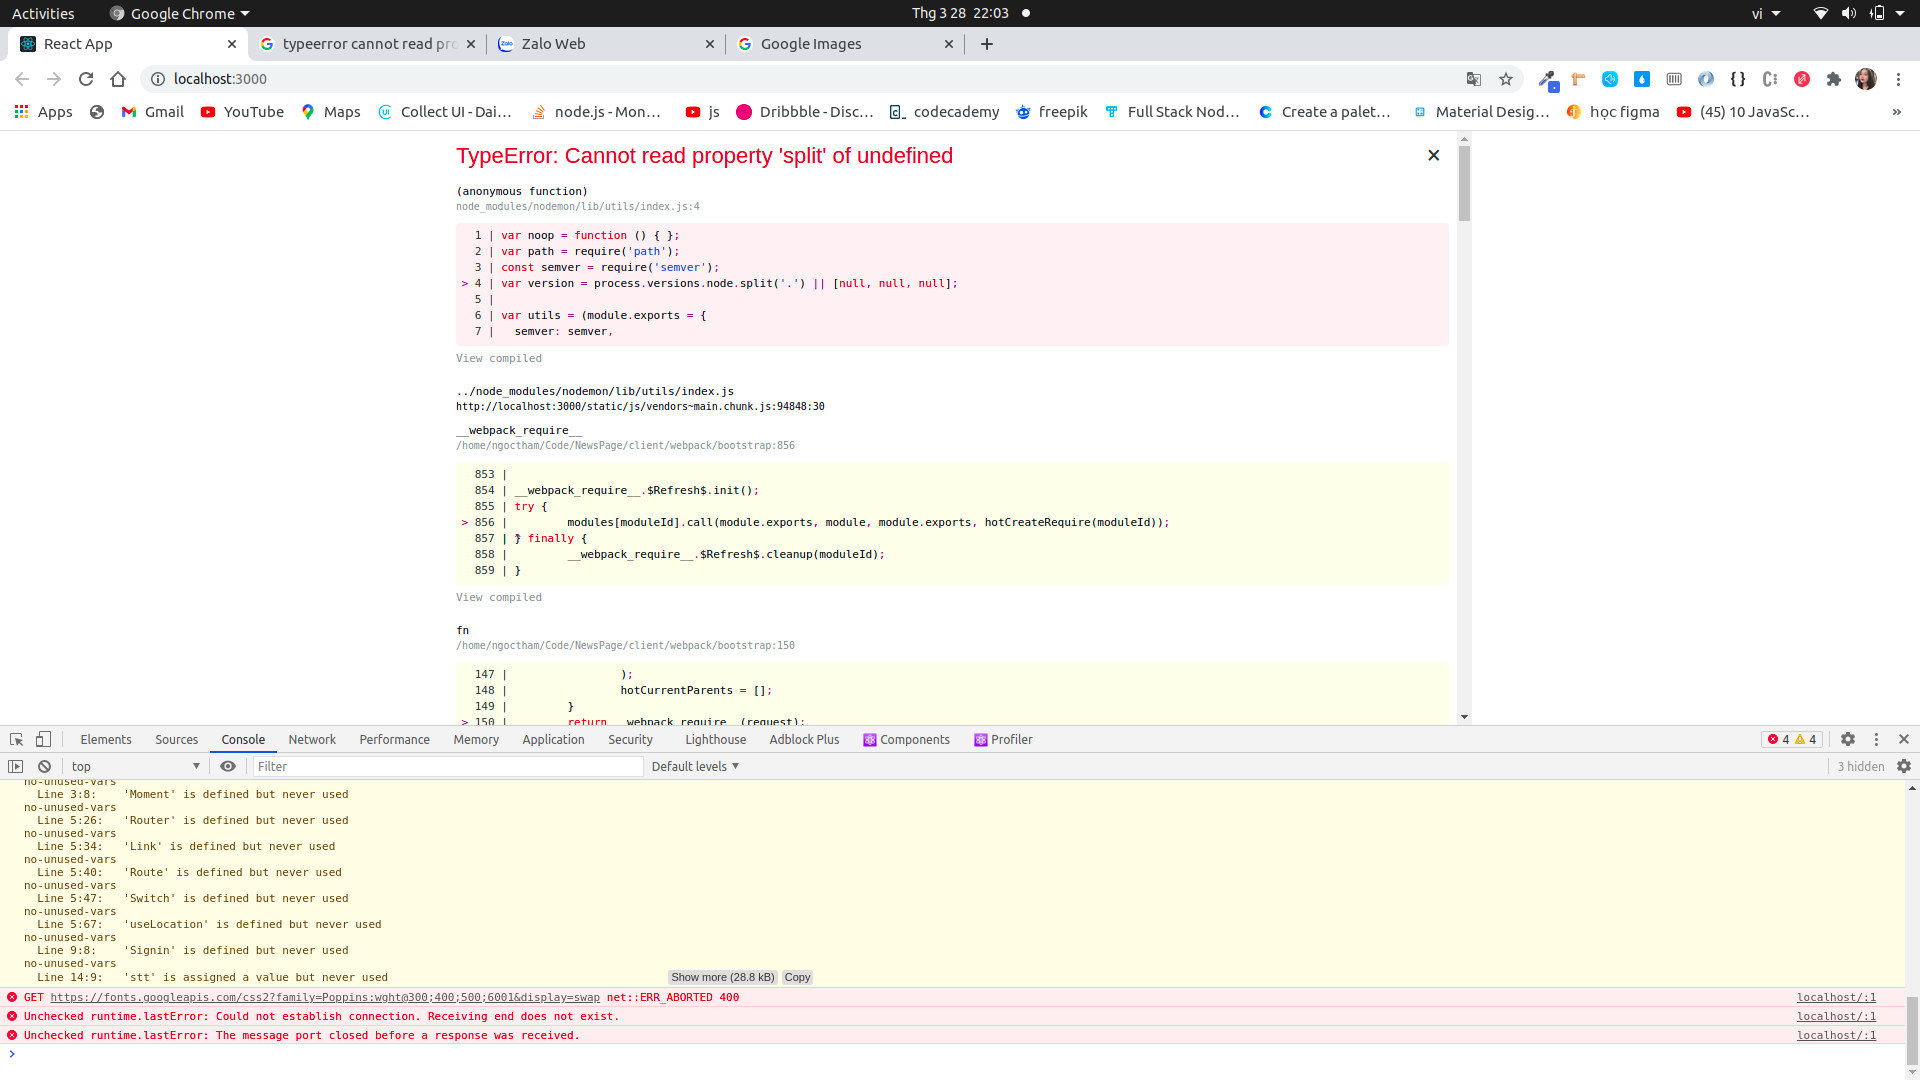 Activities Google Chrome Thg 3 28 22:03 vi
React App typeerror cannot read pro Zalo Web Google Images
localhost:3000
Apps Gmail YouTube Maps Collect UI - Dai… node.js - Mon… js Dribbble - Disc… codecademy freepik Full Stack Nod… Create a palet… Material Desig… học figma (45) 10 JavaSc… »
TypeError: Cannot read property 'split' of undefined
(anonymous function)
node_modules/nodemon/lib/utils/index.js:4
1 | var noop = function () { };
2 | var path = require('path');
3 | const semver = require('semver');
> 4 | var version = process.versions.node.split('.') || [null, null, null];
5 |
6 | var utils = (module.exports = {
7 |   semver: semver,
View compiled
../node_modules/nodemon/lib/utils/index.js
http://localhost:3000/static/js/vendors~main.chunk.js:94848:30
__webpack_require__
/home/ngoctham/Code/NewsPage/client/webpack/bootstrap:856
853 |
854 | __webpack_require__.$Refresh$.init();
855 | try {
> 856 |         modules[moduleId].call(module.exports, module, module.exports, hotCreateRequire(moduleId));
857 | } finally {
858 |         __webpack_require__.$Refresh$.cleanup(moduleId);
859 | }
View compiled
fn
/home/ngoctham/Code/NewsPage/client/webpack/bootstrap:150
147 |                 );
148 |                 hotCurrentParents = [];
149 |         }
> 150 |         return __webpack_require__(request);
Elements Sources Console Network Performance Memory Application Security Lighthouse Adblock Plus Components Profiler 4 4
top Filter Default levels 3 hidden
no-unused-vars
Line 3:8: 'Moment' is defined but never used
no-unused-vars
Line 5:26: 'Router' is defined but never used
no-unused-vars
Line 5:34: 'Link' is defined but never used
no-unused-vars
Line 5:40: 'Route' is defined but never used
no-unused-vars
Line 5:47: 'Switch' is defined but never used
no-unused-vars
Line 5:67: 'useLocation' is defined but never used
no-unused-vars
Line 9:8: 'Signin' is defined but never used
no-unused-vars
Line 14:9: 'stt' is assigned a value but never used Show more (28.8 kB) Copy
GET https://fonts.googleapis.com/css2?family=Poppins:wght@300;400;500;6001&display=swap net::ERR_ABORTED 400 localhost/:1
Unchecked runtime.lastError: Could not establish connection. Receiving end does not exist. localhost/:1
Unchecked runtime.lastError: The message port closed before a response was received. localhost/:1
>